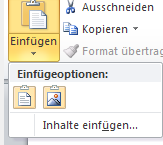 Ausschneiden
Kopieren
Einfügen
Format übertrag
Einfügeoptionen:
Inhalte einfügen...